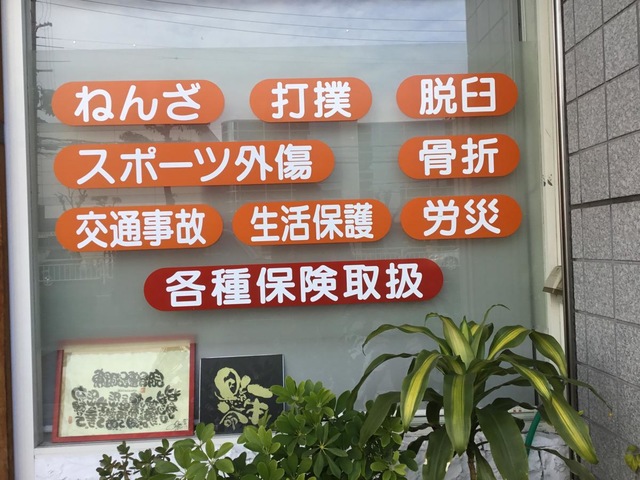 ねんざ 打撲 脱臼
スポーツ外傷 骨折
交通事故 生活保護 労災
各種保険取扱